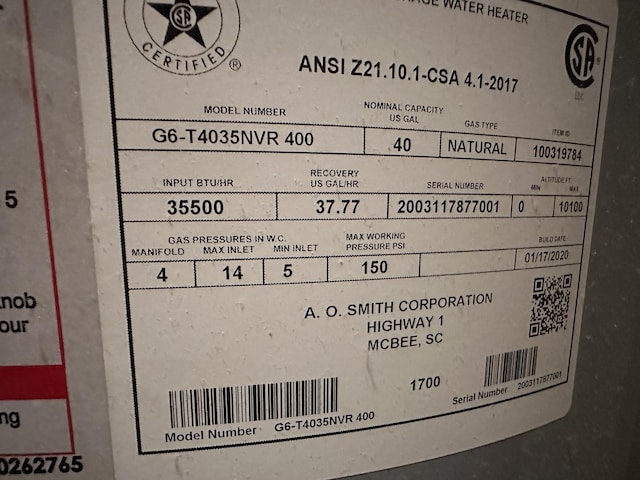 WATER HEATER
SA
CERTIFIED ®
SA ®
ANSI Z21.10.1-CSA 4.1-2017
MODEL NUMBER
NOMINAL CAPACITY
US GAL
GAS TYPE
ITEM ID
G6-T4035NVR 400
40
NATURAL
100319784
INPUT BTU/HR
RECOVERY
US GAL/HR
SERIAL NUMBER
ALTITUDE FT.
MIN
MAX
35500
37.77
2003117877001
0
10100
GAS PRESSURES IN W.C.
MANIFOLD
MAX INLET
MIN INLET
MAX WORKING
PRESSURE PSI
BUILD DATE
4
14
5
150
01/17/2020
A. O. SMITH CORPORATION
HIGHWAY 1
MCBEE, SC
1700
Model Number G6-T4035NVR 400
Serial Number 2003117877001
5
0262765